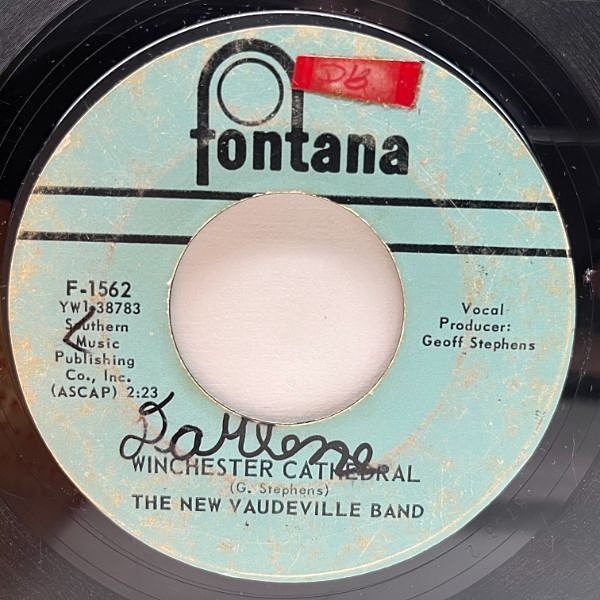 DB
fontana
F-1562
YW1-38783
Southern
Music
Publishing
Co., Inc.
(ASCAP) 2:23
Vocal
Producer:
Geoff Stephens
Darlene
WINCHESTER CATHEDRAL
(G. Stephens)
THE NEW VAUDEVILLE BAND